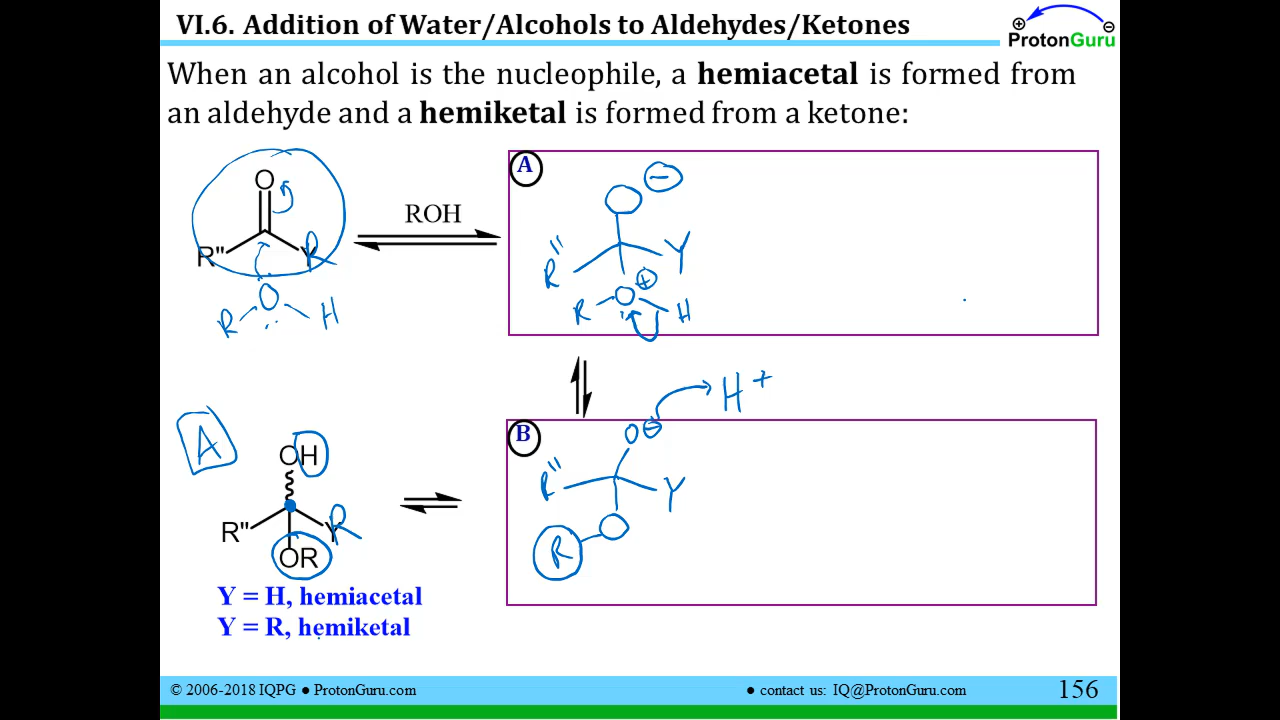 VI.6. Addition of Water/Alcohols to Aldehydes/Ketones
⊕ ⊖
ProtonGuru
When an alcohol is the nucleophile, a hemiacetal is formed from
an aldehyde and a hemiketal is formed from a ketone:
O
R" R
R O H
ROH
A
O −
R" Y
R O + H
H +
B
O ⊖
R" Y
R O
A
OH
R" R
OR
Y = H, hemiacetal
Y = R, hemiketal
© 2006-2018 IQPG ● ProtonGuru.com
● contact us: IQ@ProtonGuru.com
156